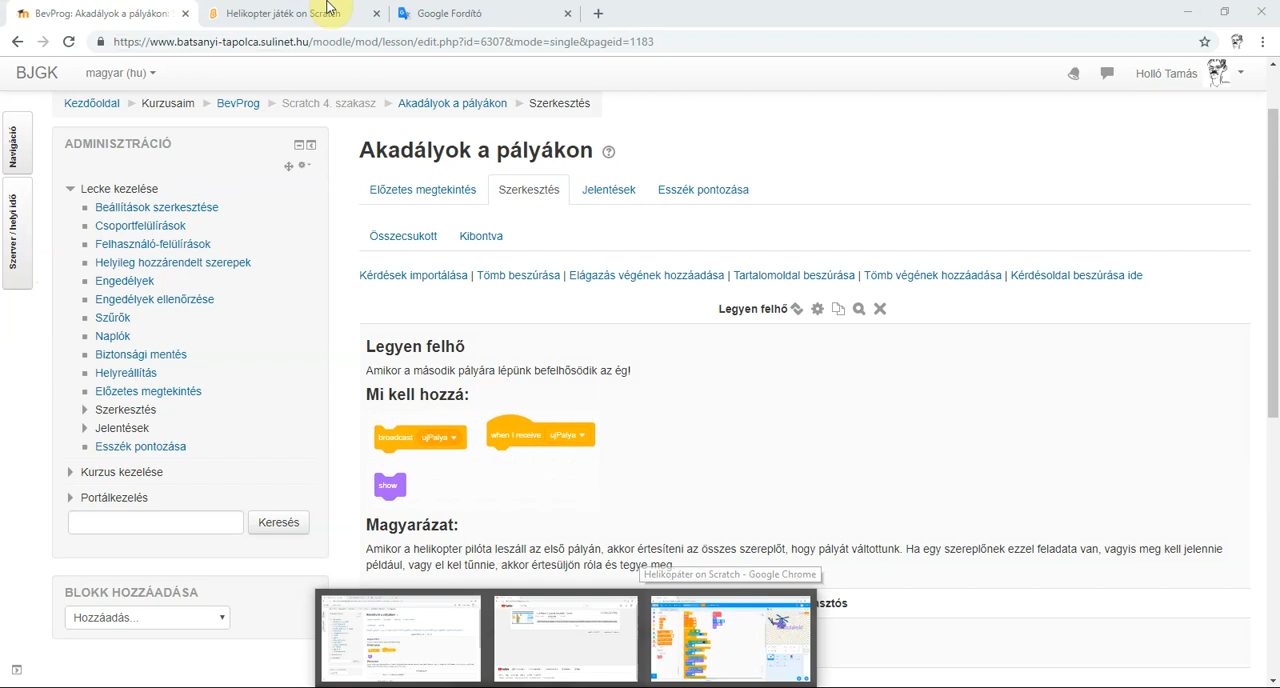 BevProg: Akadályok a pályákon:
Helikopter játék on Scratch
Google Fordító
https://www.batsanyi-tapolca.sulinet.hu/moodle/mod/lesson/edit.php?id=6307&mode=single&pageid=1183
BJGK
magyar (hu)
Holló Tamás
Kezdőoldal
Kurzusaim
BevProg
Scratch 4. szakasz
Akadályok a pályákon
Szerkesztés
Navigáció
Szerver / helyi idő
ADMINISZTRÁCIÓ
Lecke kezelése
Beállítások szerkesztése
Csoportfelülírások
Felhasználó-felülírások
Helyileg hozzárendelt szerepek
Engedélyek
Engedélyek ellenőrzése
Szűrők
Naplók
Biztonsági mentés
Helyreállítás
Előzetes megtekintés
Szerkesztés
Jelentések
Esszék pontozása
Kurzus kezelése
Portálkezelés
Keresés
BLOKK HOZZÁADÁSA
Hozzáadás...
Akadályok a pályákon
Előzetes megtekintés
Szerkesztés
Jelentések
Esszék pontozása
Összecsukott
Kibontva
Kérdések importálása | Tömb beszúrása | Elágazás végének hozzáadása | Tartalomoldal beszúrása | Tömb végének hozzáadása | Kérdésoldal beszúrása ide
Legyen felhő
Legyen felhő
Amikor a második pályára lépünk befelhősödik az ég!
Mi kell hozzá:
broadcast ujPalya
when I receive ujPalya
show
Magyarázat:
Amikor a helikopter pilóta leszáll az első pályán, akkor értesíteni az összes szereplőt, hogy pályát váltottunk. Ha egy szereplőnek ezzel feladata van, vagyis meg kell jelennie
például, vagy el kel tűnnie, akkor értesüljön róla és tegye meg.
Helikopter on Scratch - Google Chrome